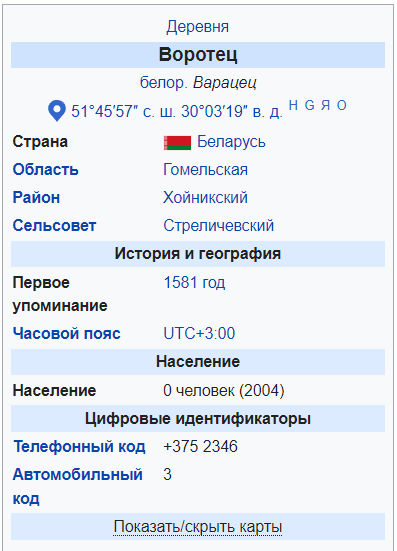 Деревня
Воротец
белор. Варацец
51°45′57″ с. ш. 30°03′19″ в. д. H G Я O
Страна Беларусь
Область Гомельская
Район Хойникский
Сельсовет Стреличевский
История и география
Первое
упоминание 1581 год
Часовой пояс UTC+3:00
Население
Население 0 человек (2004)
Цифровые идентификаторы
Телефонный код +375 2346
Автомобильный
код 3
Показать/скрыть карты